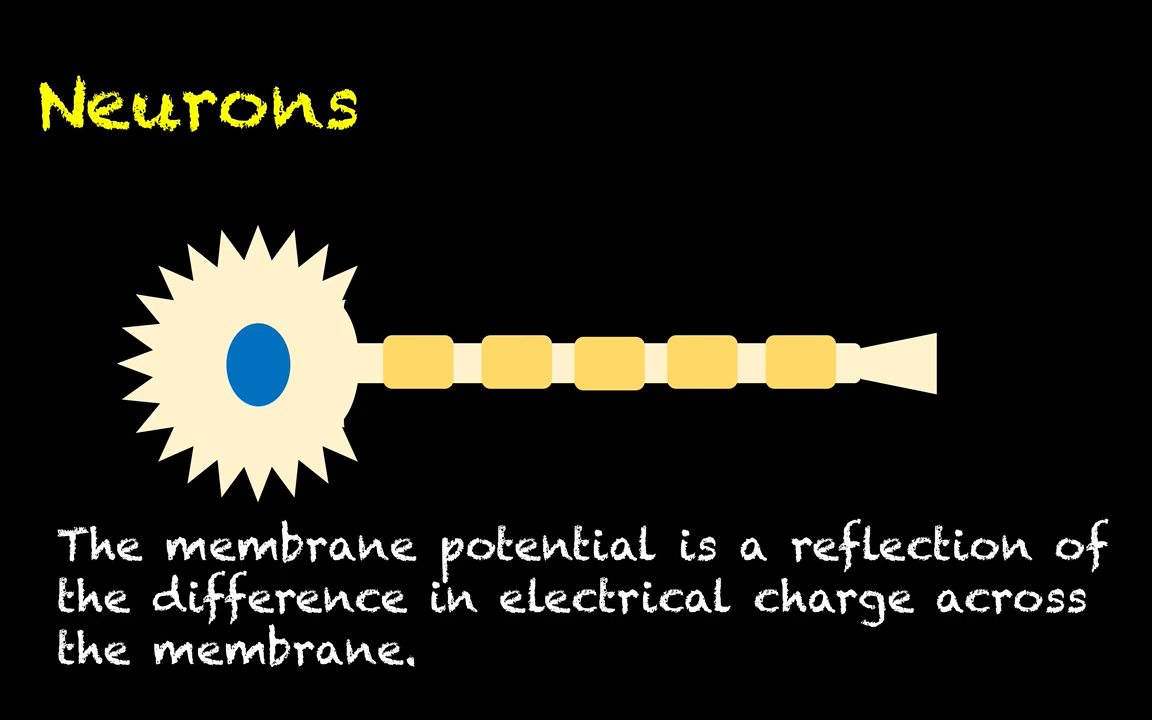 Neurons
The membrane potential is a reflection of
the difference in electrical charge across
the membrane.